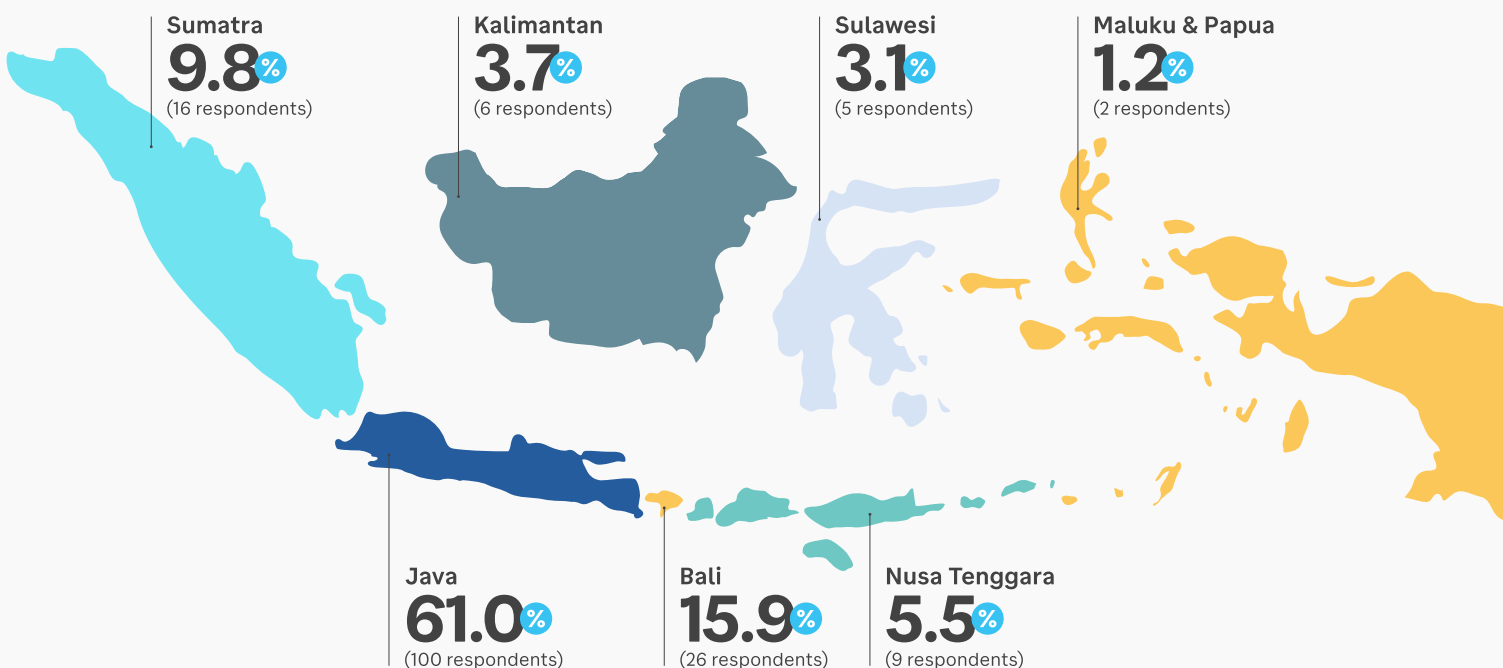 Sumatra
9.8%
(16 respondents)
Kalimantan
3.7%
(6 respondents)
Sulawesi
3.1%
(5 respondents)
Maluku & Papua
1.2%
(2 respondents)
Java
61.0%
(100 respondents)
Bali
15.9%
(26 respondents)
Nusa Tenggara
5.5%
(9 respondents)